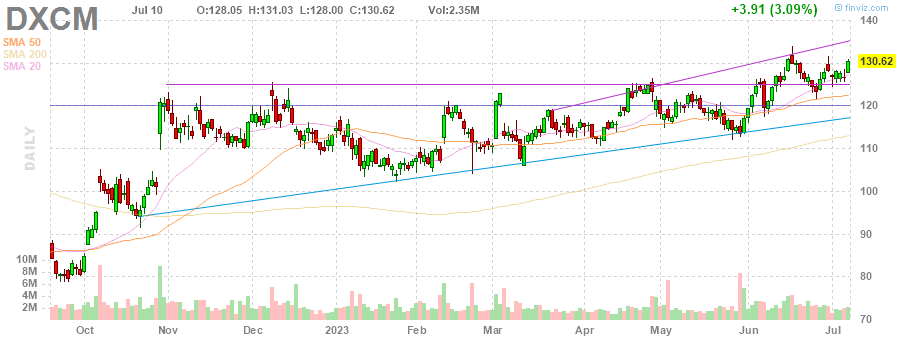 DXCM Jul 10 O:128.05 H:131.03 L:128.00 C:130.62 Vol:2.35M +3.91 (3.09%) © finviz.com
SMA 50
SMA 200
SMA 20
DAILY
140
130.62
120
110
100
90
80
70
10M
8M
6M
4M
2M
Oct Nov Dec 2023 Feb Mar Apr May Jun Jul